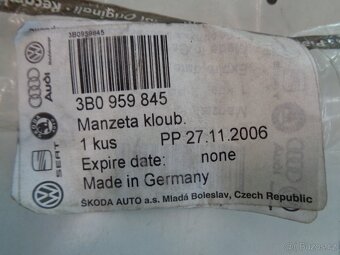 3B0959845
Audi
SEAT
3B0 959 845
Manzeta kloub.
1 kus PP 27.11.2006
Expire date: none
Made in Germany
ŠKODA AUTO a.s. Mladá Boleslav, Czech Republic